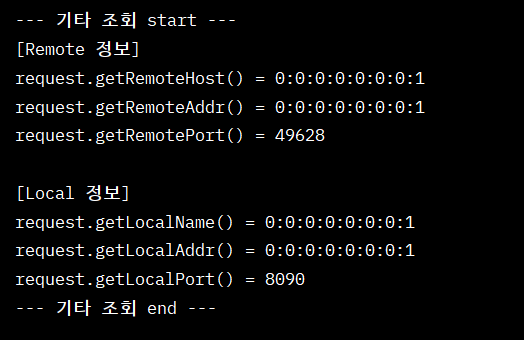 --- 기타 조회 start ---
[Remote 정보]
request.getRemoteHost() = 0:0:0:0:0:0:0:1
request.getRemoteAddr() = 0:0:0:0:0:0:0:1
request.getRemotePort() = 49628
[Local 정보]
request.getLocalName() = 0:0:0:0:0:0:0:1
request.getLocalAddr() = 0:0:0:0:0:0:0:1
request.getLocalPort() = 8090
--- 기타 조회 end ---